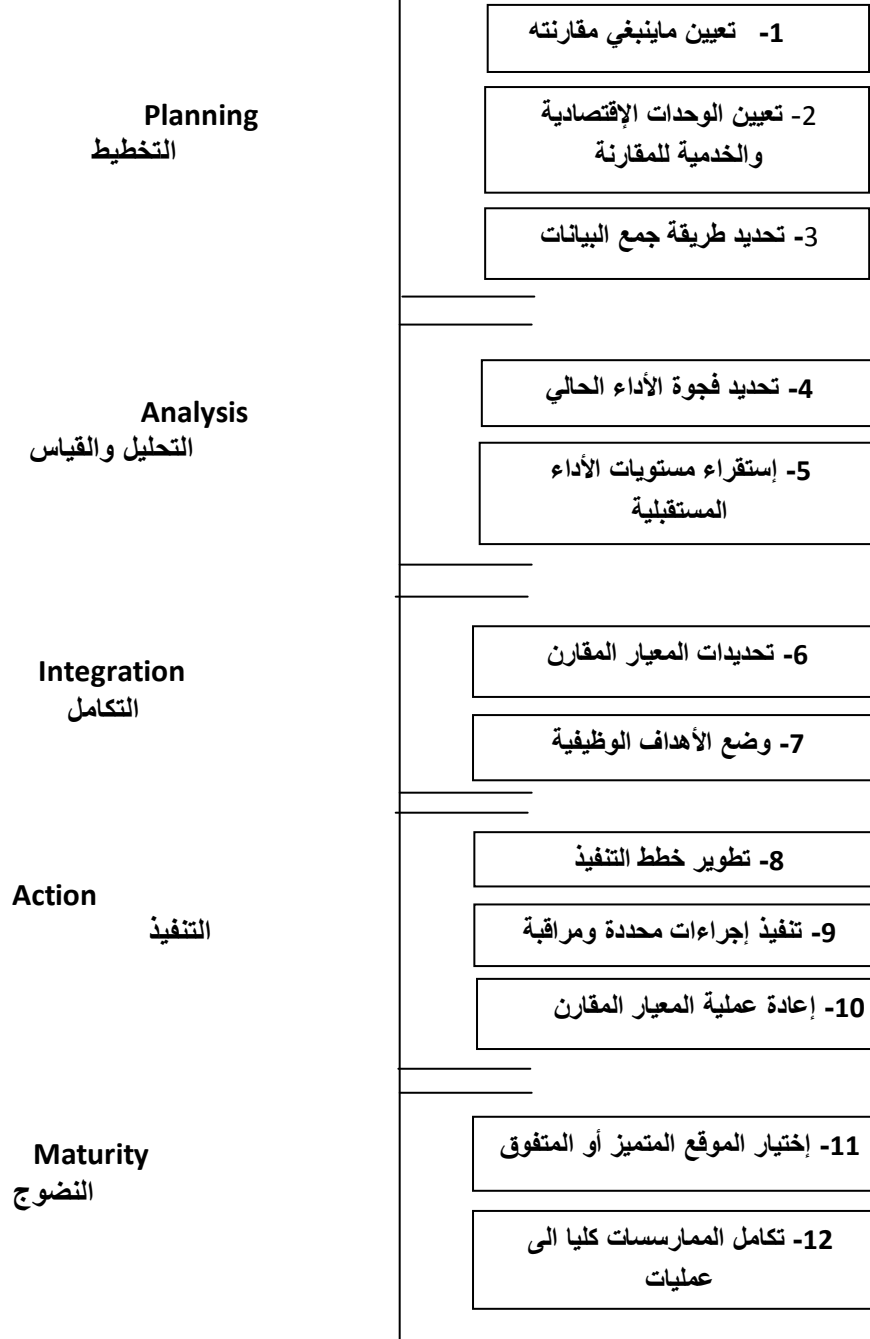 1- تعيين ماينبغي مقارنته
Planning
التخطيط
2- تعيين الوحدات الإقتصادية
والخدمية للمقارنة
3- تحديد طريقة جمع البيانات
Analysis
التحليل والقياس
4- تحديد فجوة الأداء الحالي
5- إستقراء مستويات الأداء
المستقبلية
Integration
التكامل
6- تحديدات المعيار المقارن
7- وضع الأهداف الوظيفية
Action
التنفيذ
8- تطوير خطط التنفيذ
9- تنفيذ إجراءات محددة ومراقبة
10- إعادة عملية المعيار المقارن
Maturity
النضوج
11- إختيار الموقع المتميز أو المتفوق
12- تكامل الممارسسات كليا الى
عمليات